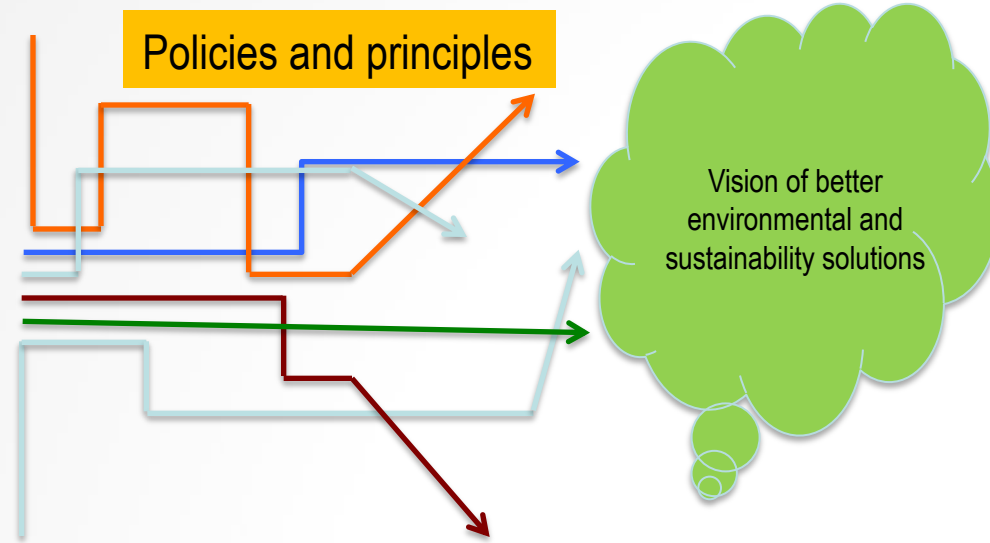 Policies and principles
Vision of better
environmental and
sustainability solutions